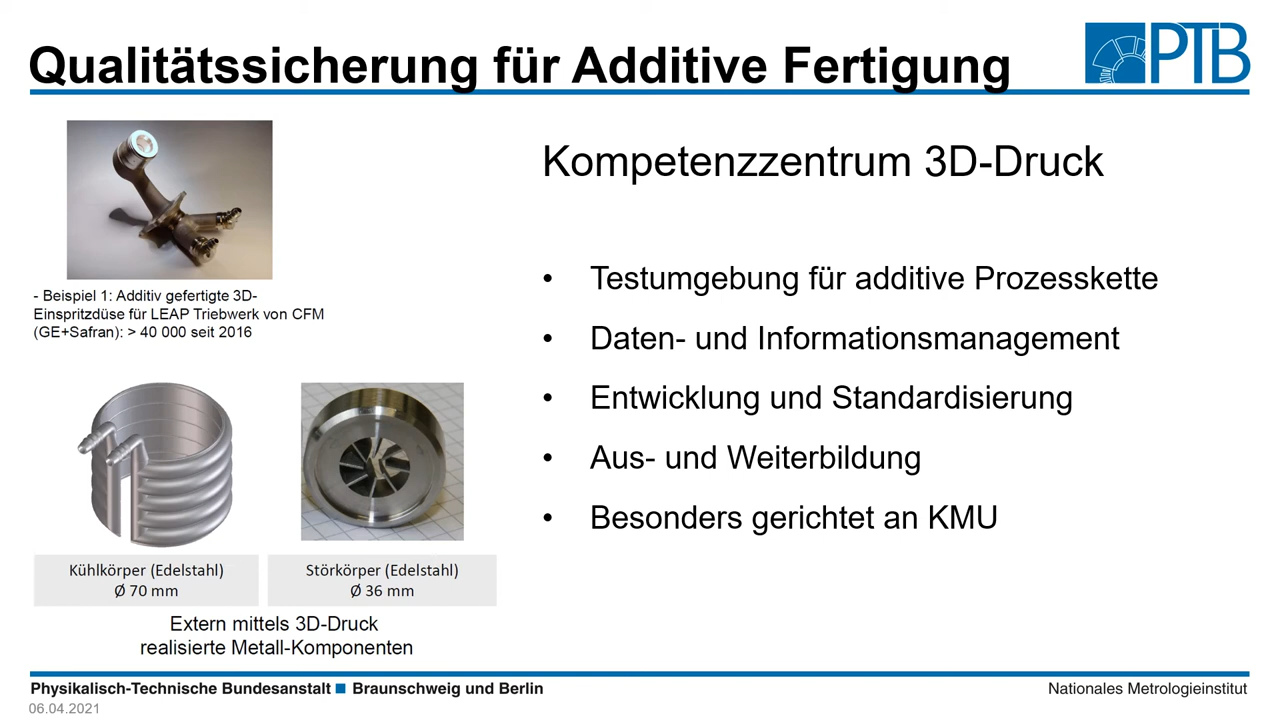 Qualitätssicherung für Additive Fertigung
PTB
- Beispiel 1: Additiv gefertigte 3D-
Einspritzdüse für LEAP Triebwerk von CFM
(GE+Safran): > 40 000 seit 2016
Kühlkörper (Edelstahl)
Ø 70 mm
Störkörper (Edelstahl)
Ø 36 mm
Extern mittels 3D-Druck
realisierte Metall-Komponenten
Kompetenzzentrum 3D-Druck
• Testumgebung für additive Prozesskette
• Daten- und Informationsmanagement
• Entwicklung und Standardisierung
• Aus- und Weiterbildung
• Besonders gerichtet an KMU
Physikalisch-Technische Bundesanstalt ■ Braunschweig und Berlin
Nationales Metrologieinstitut
06.04.2021